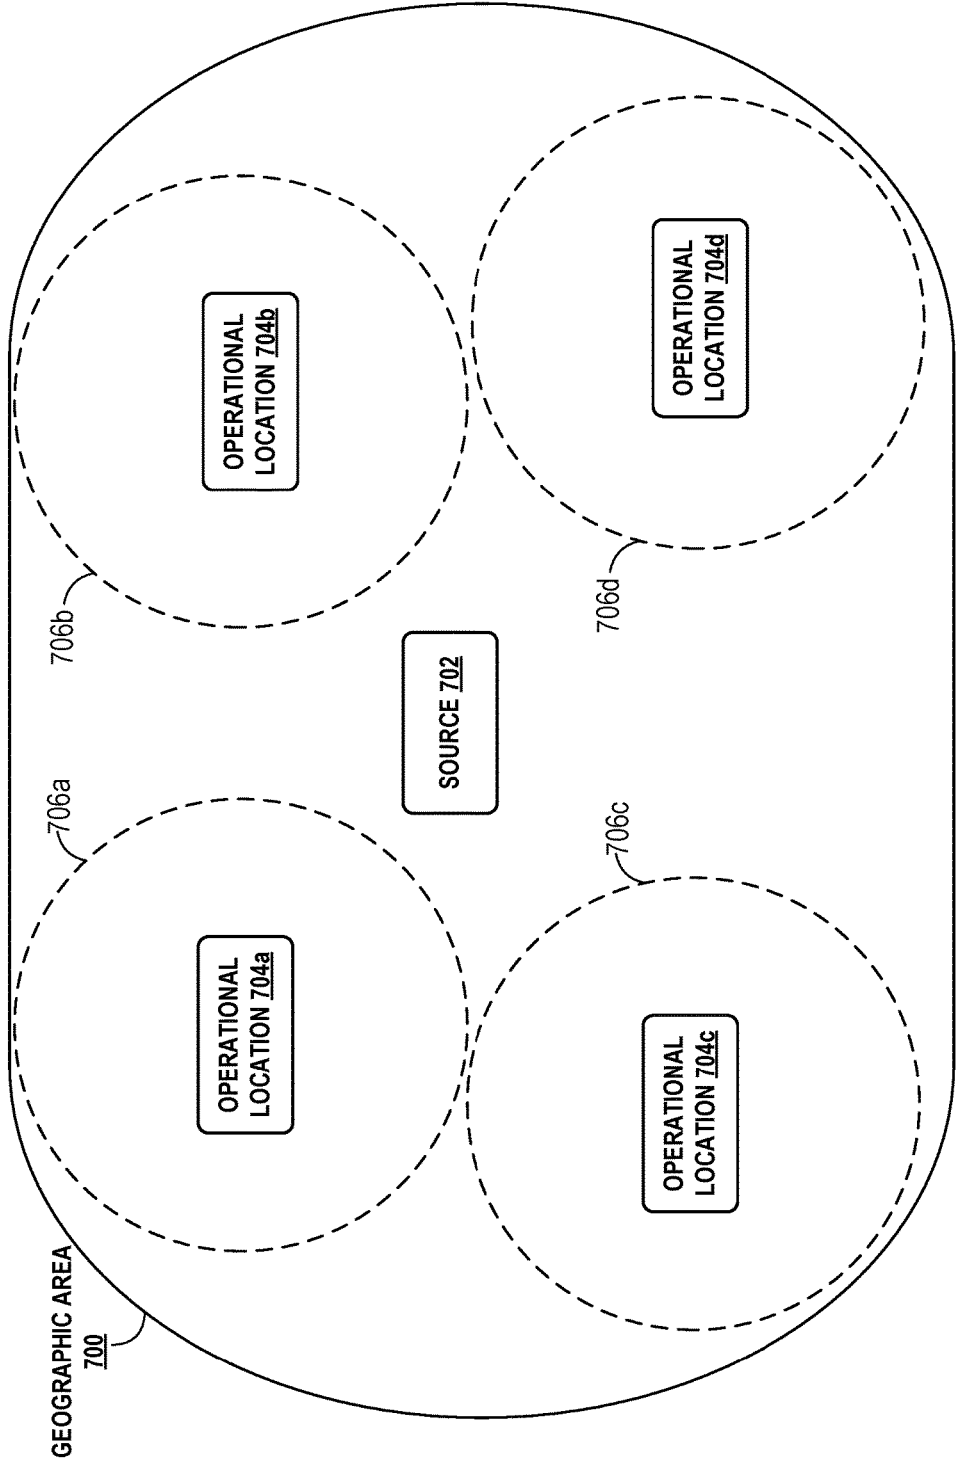 GEOGRAPHIC AREA
700
706a
706b
OPERATIONAL
LOCATION 704a
OPERATIONAL
LOCATION 704b
SOURCE 702
706c
706d
OPERATIONAL
LOCATION 704c
OPERATIONAL
LOCATION 704d